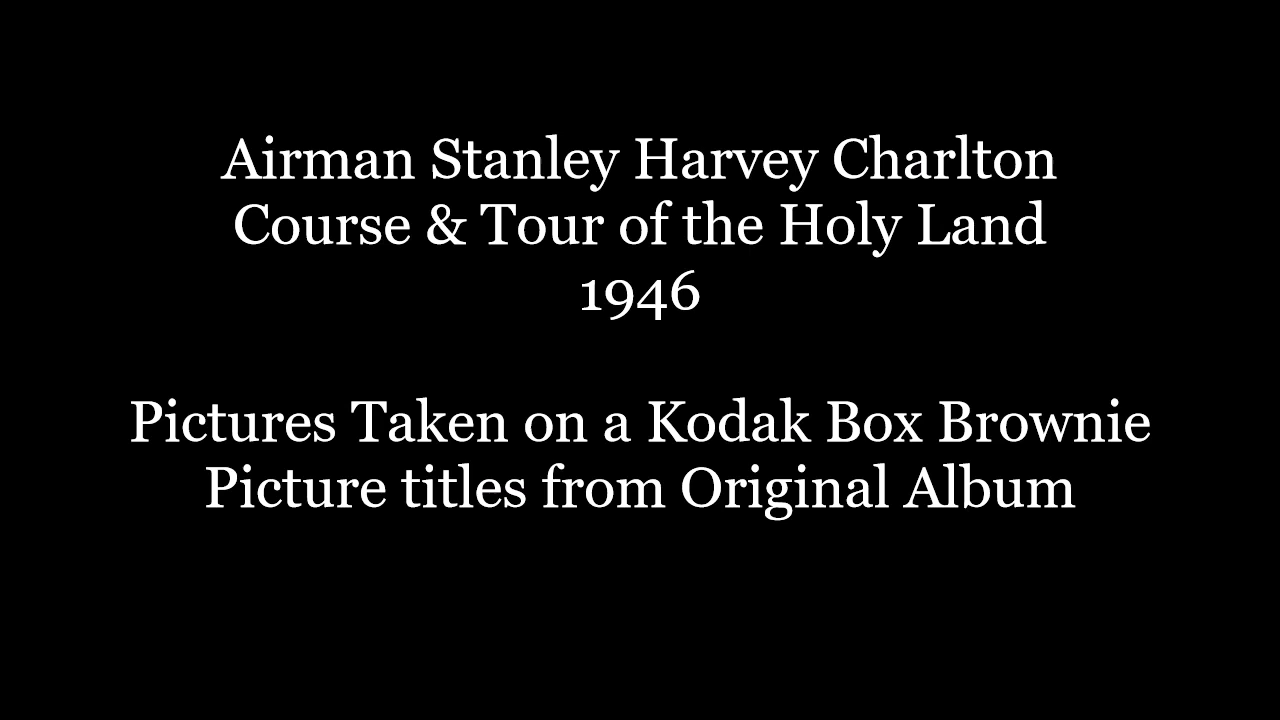 Airman Stanley Harvey Charlton
Course & Tour of the Holy Land
1946
Pictures Taken on a Kodak Box Brownie
Picture titles from Original Album